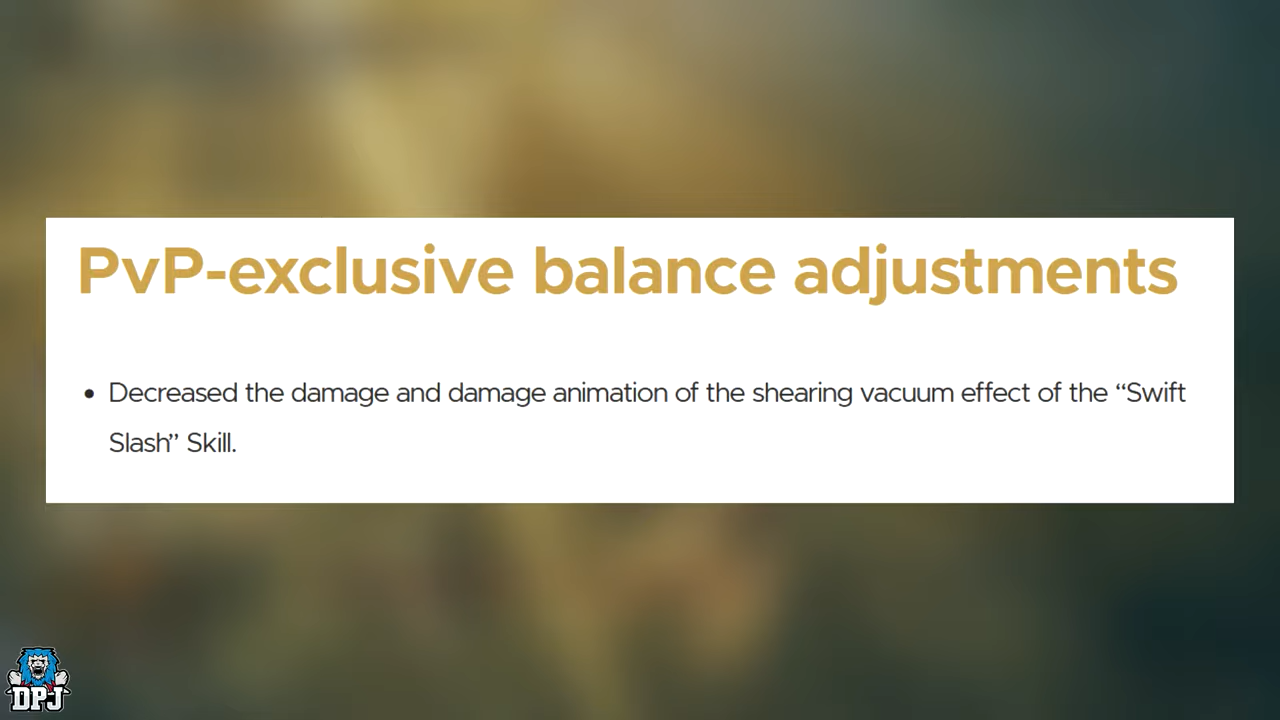 PvP-exclusive balance adjustments
• Decreased the damage and damage animation of the shearing vacuum effect of the “Swift
Slash” Skill.
DPJ